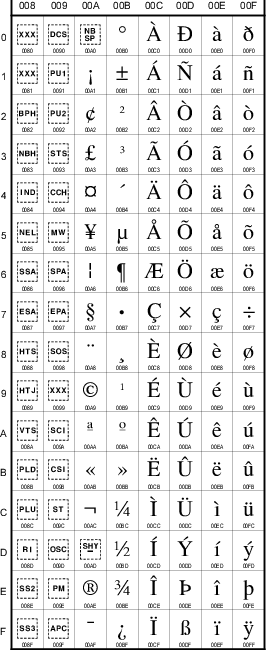 008 009 00A 00B 00C 00D 00E 00F
0 XXX DCS NB SP ° À Ð à ð
0080 0090 00A0 00B0 00C0 00D0 00E0 00F0
1 XXX PU1 ¡ ± Á Ñ á ñ
0081 0091 00A1 00B1 00C1 00D1 00E1 00F1
2 BPH PU2 ¢ ² Â Ò â ò
0082 0092 00A2 00B2 00C2 00D2 00E2 00F2
3 NBH STS £ ³ Ã Ó ã ó
0083 0093 00A3 00B3 00C3 00D3 00E3 00F3
4 IND CCH ¤ ´ Ä Ô ä ô
0084 0094 00A4 00B4 00C4 00D4 00E4 00F4
5 NEL MW ¥ µ Å Õ å õ
0085 0095 00A5 00B5 00C5 00D5 00E5 00F5
6 SSA SPA ¦ ¶ Æ Ö æ ö
0086 0096 00A6 00B6 00C6 00D6 00E6 00F6
7 ESA EPA § · Ç × ç ÷
0087 0097 00A7 00B7 00C7 00D7 00E7 00F7
8 HTS SOS ¨ ¸ È Ø è ø
0088 0098 00A8 00B8 00C8 00D8 00E8 00F8
9 HTJ XXX © ¹ É Ù é ù
0089 0099 00A9 00B9 00C9 00D9 00E9 00F9
A VTS SCI ª º Ê Ú ê ú
008A 009A 00AA 00BA 00CA 00DA 00EA 00FA
B PLD CSI « » Ë Û ë û
008B 009B 00AB 00BB 00CB 00DB 00EB 00FB
C PLU ST ¬ ¼ Ì Ü ì ü
008C 009C 00AC 00BC 00CC 00DC 00EC 00FC
D RI OSC SHY ½ Í Ý í ý
008D 009D 00AD 00BD 00CD 00DD 00ED 00FD
E SS2 PM ® ¾ Î Þ î þ
008E 009E 00AE 00BE 00CE 00DE 00EE 00FE
F SS3 APC ¯ ¿ Ï ß ï ÿ
008F 009F 00AF 00BF 00CF 00DF 00EF 00FF